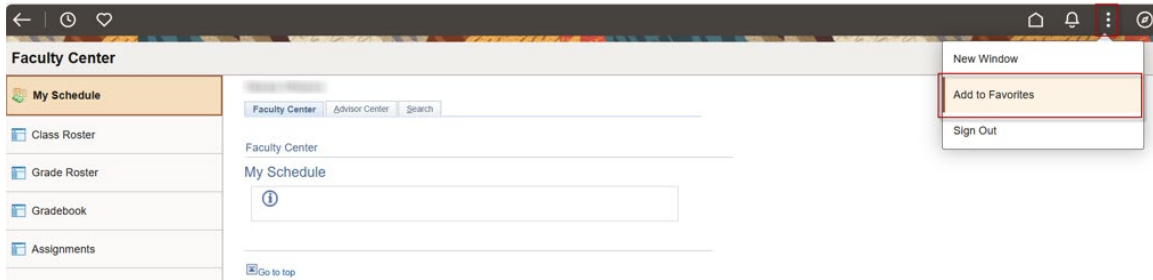 Faculty Center
New Window
Add to Favorites
Sign Out
My Schedule
Class Roster
Grade Roster
Gradebook
Assignments
Faculty Center
Advisor Center
Search
Faculty Center
My Schedule
Go to top